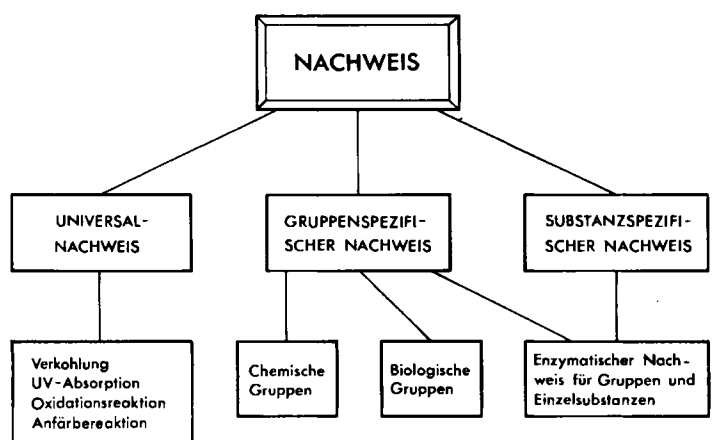 NACHWEIS
UNIVERSAL-
NACHWEIS
GRUPPENSPEZIFI-
SCHER NACHWEIS
SUBSTANZSPEZIFI-
SCHER NACHWEIS
Verkohlung
UV-Absorption
Oxidationsreaktion
Anfärbereaktion
Chemische
Gruppen
Biologische
Gruppen
Enzymatischer Nach-
weis für Gruppen und
Einzelsubstanzen